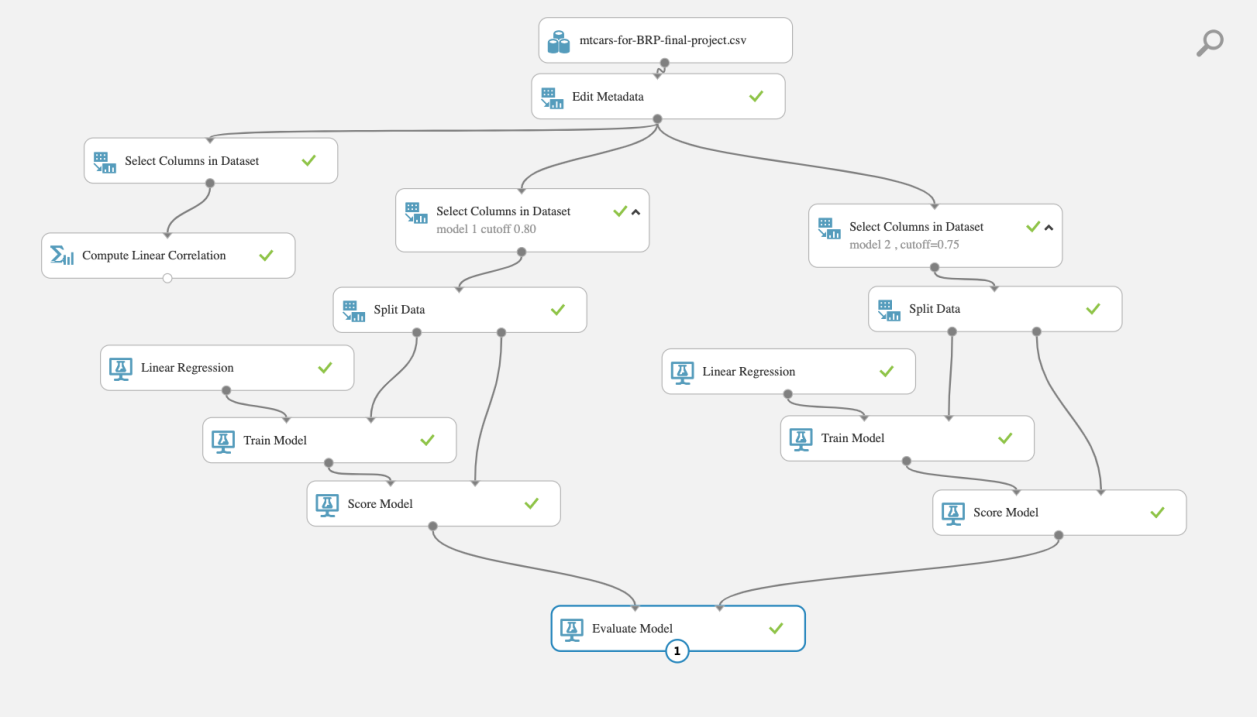 mtcars-for-BRP-final-project.csv
Edit Metadata
Select Columns in Dataset
Compute Linear Correlation
Select Columns in Dataset
model 1 cutoff 0.80
Select Columns in Dataset
model 2 , cutoff=0.75
Split Data
Split Data
Linear Regression
Linear Regression
Train Model
Train Model
Score Model
Score Model
Evaluate Model
1